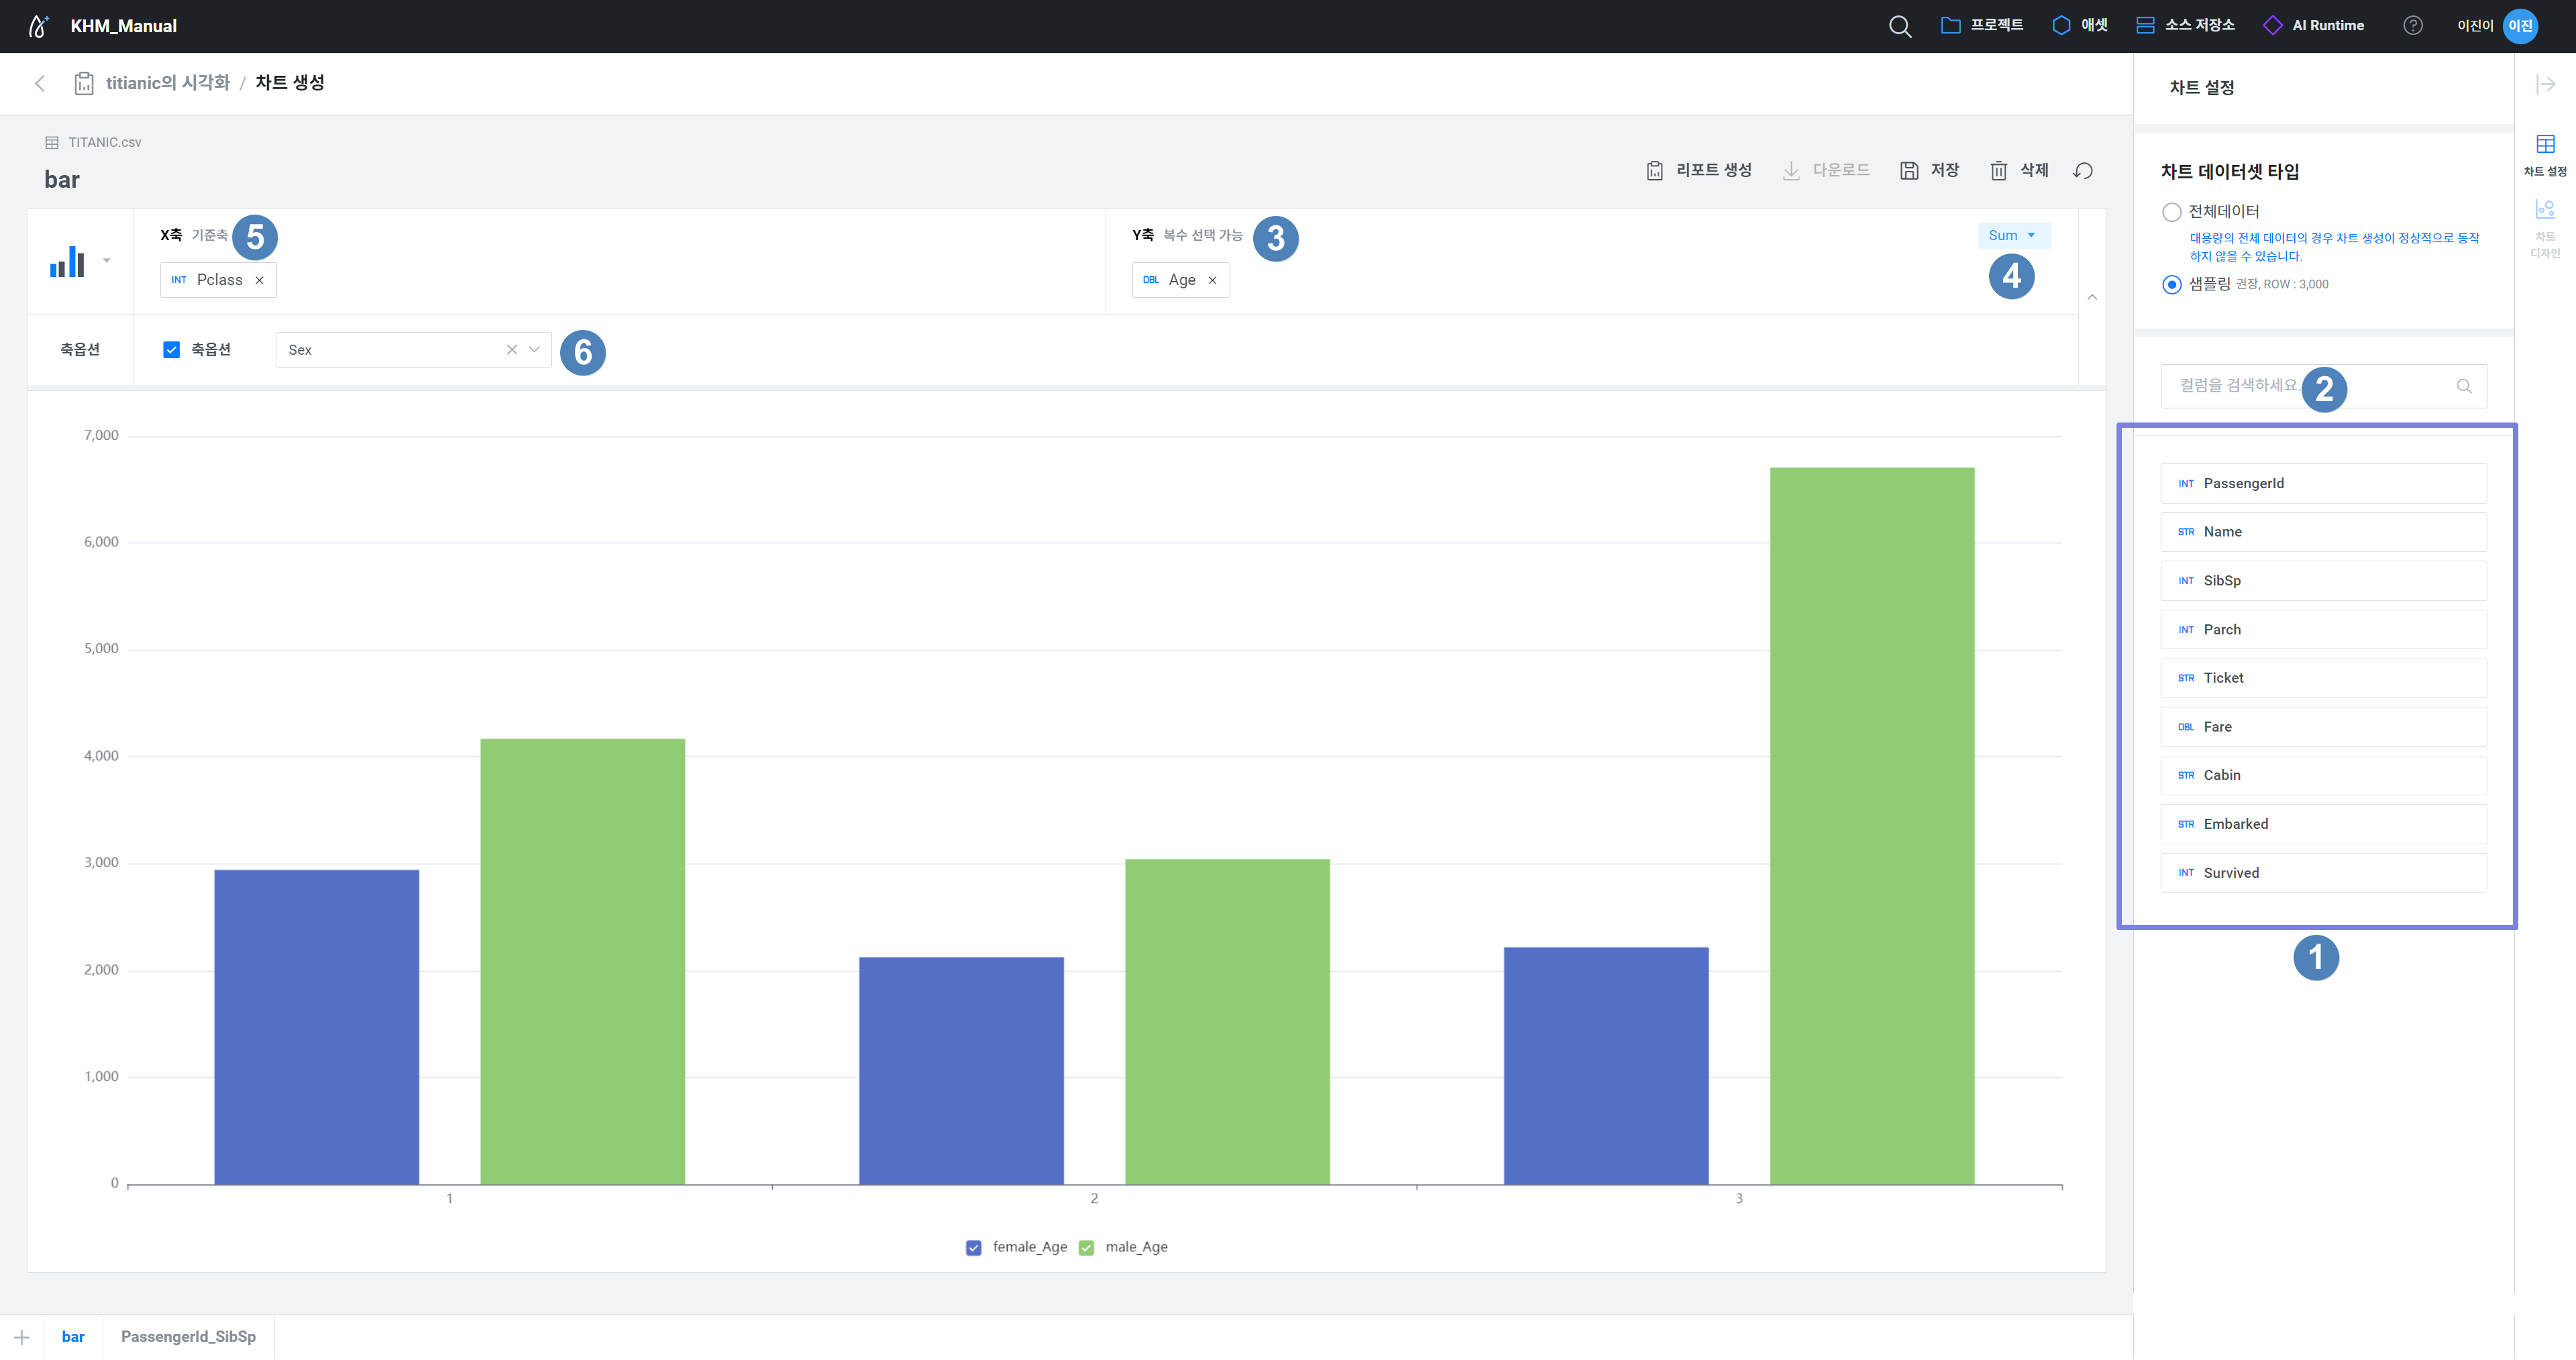 KHM_Manual
프로젝트
애셋
소스 저장소
AI Runtime
?
이진이
이진
titianic의 시각화 / 차트 생성
TITANIC.csv
bar
리포트 생성
다운로드
저장
삭제
X축 기준축 5
INT Pclass ×
Y축 복수 선택 가능 3
Sum
DBL Age ×
4
축옵션
축옵션
Sex
6
7,000
6,000
5,000
4,000
3,000
2,000
1,000
0
1
2
3
female_Age
male_Age
bar
PassengerId_SibSp
차트 설정
차트 데이터셋 타입
전체데이터
대용량의 전체 데이터의 경우 차트 생성이 정상적으로 동작
하지 않을 수 있습니다.
샘플링 권장, ROW : 3,000
컬럼을 검색하세요.
2
INT PassengerId
STR Name
INT SibSp
INT Parch
STR Ticket
DBL Fare
STR Cabin
STR Embarked
INT Survived
1
차트 설정
차트
디자인